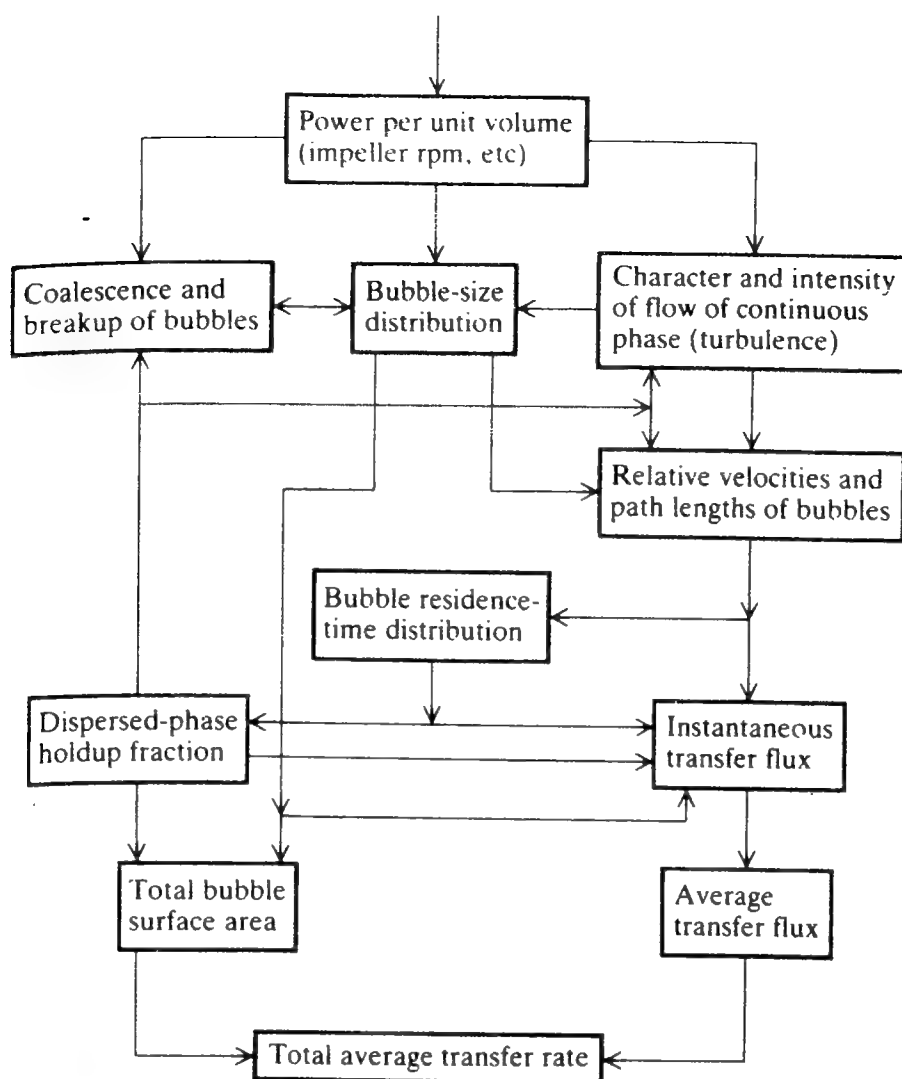 Power per unit volume
(impeller rpm, etc)
Coalescence and
breakup of bubbles
Bubble-size
distribution
Character and intensity
of flow of continuous
phase (turbulence)
Relative velocities and
path lengths of bubbles
Bubble residence-
time distribution
Dispersed-phase
holdup fraction
Instantaneous
transfer flux
Total bubble
surface area
Average
transfer flux
Total average transfer rate